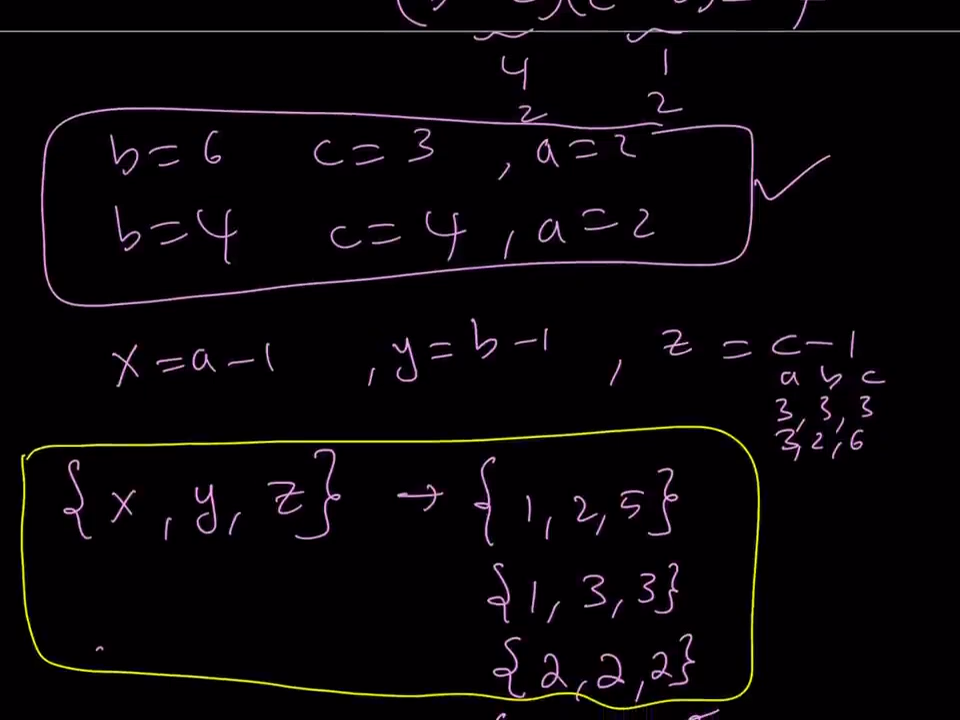 4 1
2 2
b = 6 c = 3 , a = 2
b = 4 c = 4 , a = 2
x = a - 1 , y = b - 1 , z = c - 1
a b c
3, 3, 3
3, 2, 6
{ x , y , z } → { 1, 2, 5 }
{ 1, 3, 3 }
{ 2, 2, 2 }